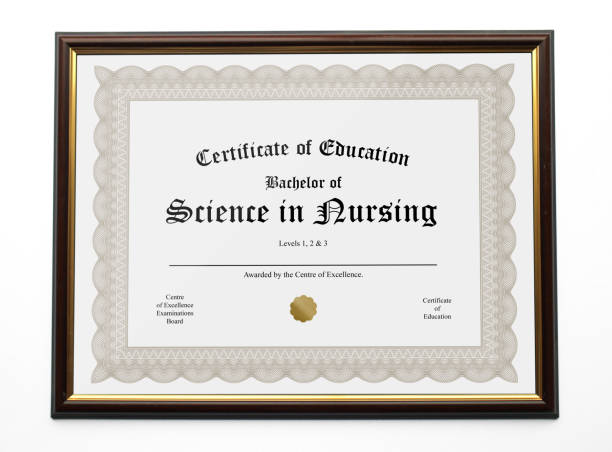 Certificate of Education
Bachelor of
Science in Nursing
Levels 1, 2 & 3
Awarded by the Centre of Excellence.
Centre
of Excellence
Examinations
Board
Certificate
of
Education